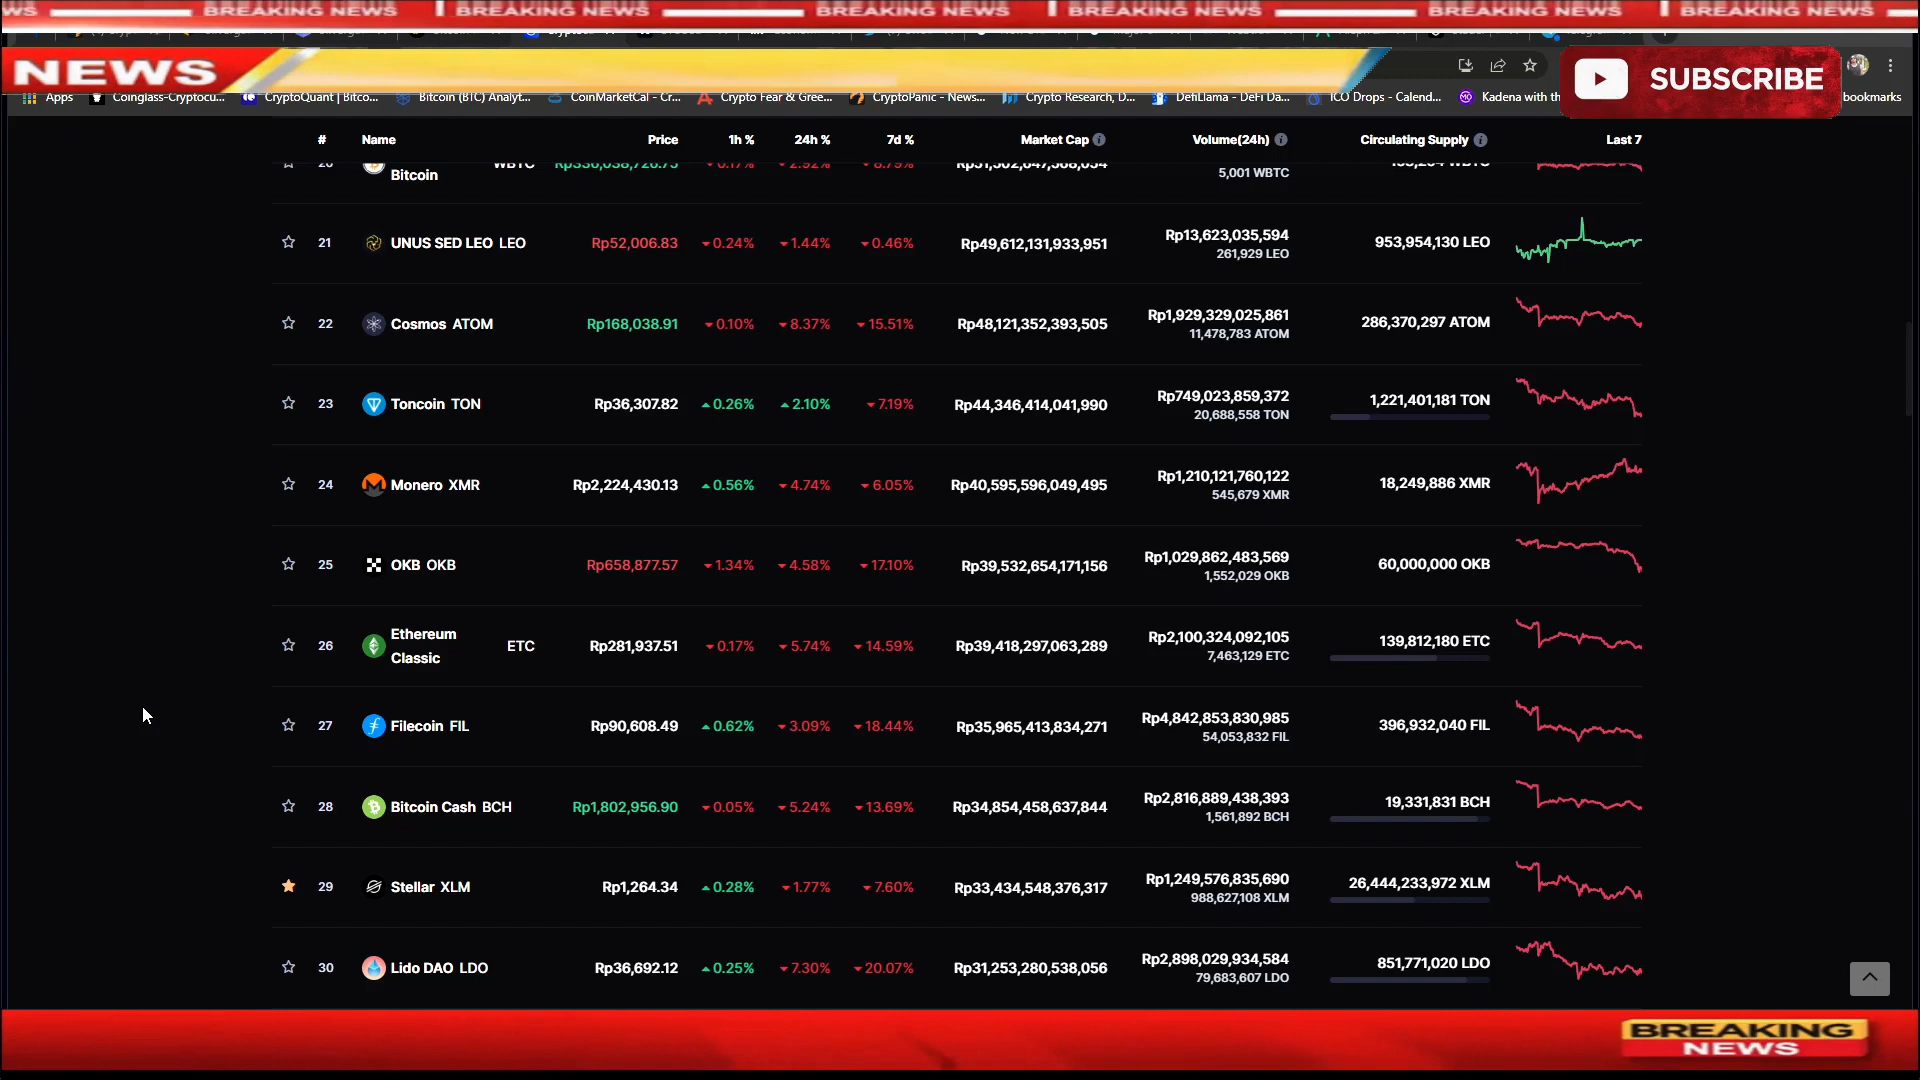 WS BREAKING NEWS BREAKING NEWS BREAKING NEWS BREAKING NEWS BREAKING NEWS BREAKING NEWS
NEWS
SUBSCRIBE
Apps Coinglass-Cryptocu... CryptoQuant | Bitco... Bitcoin (BTC) Analyt... CoinMarketCal - Cr... Crypto Fear & Gree... CryptoPanic - News... Crypto Research, D... DefiLlama - DeFi Da... ICO Drops - Calend... Kadena with th bookmarks
# Name Price 1h % 24h % 7d % Market Cap Volume(24h) Circulating Supply Last 7
Bitcoin WBTC
5,001 WBTC
21 UNUS SED LEO LEO Rp52,006.83 0.24% 1.44% 0.46% Rp49,612,131,933,951 Rp13,623,035,594 953,954,130 LEO
261,929 LEO
22 Cosmos ATOM Rp168,038.91 0.10% 8.37% 15.51% Rp48,121,352,393,505 Rp1,929,329,025,861 286,370,297 ATOM
11,478,783 ATOM
23 Toncoin TON Rp36,307.82 0.26% 2.10% 7.19% Rp44,346,414,041,990 Rp749,023,859,372 1,221,401,181 TON
20,688,558 TON
24 Monero XMR Rp2,224,430.13 0.56% 4.74% 6.05% Rp40,595,596,049,495 Rp1,210,121,760,122 18,249,886 XMR
545,679 XMR
25 OKB OKB Rp658,877.57 1.34% 4.58% 17.10% Rp39,532,654,171,156 Rp1,029,862,483,569 60,000,000 OKB
1,552,029 OKB
26 Ethereum Classic ETC Rp281,937.51 0.17% 5.74% 14.59% Rp39,418,297,063,289 Rp2,100,324,092,105 139,812,180 ETC
7,463,129 ETC
27 Filecoin FIL Rp90,608.49 0.62% 3.09% 18.44% Rp35,965,413,834,271 Rp4,842,853,830,985 396,932,040 FIL
54,053,832 FIL
28 Bitcoin Cash BCH Rp1,802,956.90 0.05% 5.24% 13.69% Rp34,854,458,637,844 Rp2,816,889,438,393 19,331,831 BCH
1,561,892 BCH
29 Stellar XLM Rp1,264.34 0.28% 1.77% 7.60% Rp33,434,548,376,317 Rp1,249,576,835,690 26,444,233,972 XLM
988,627,108 XLM
30 Lido DAO LDO Rp36,692.12 0.25% 7.30% 20.07% Rp31,253,280,538,056 Rp2,898,029,934,584 851,771,020 LDO
79,683,607 LDO
BREAKING
NEWS